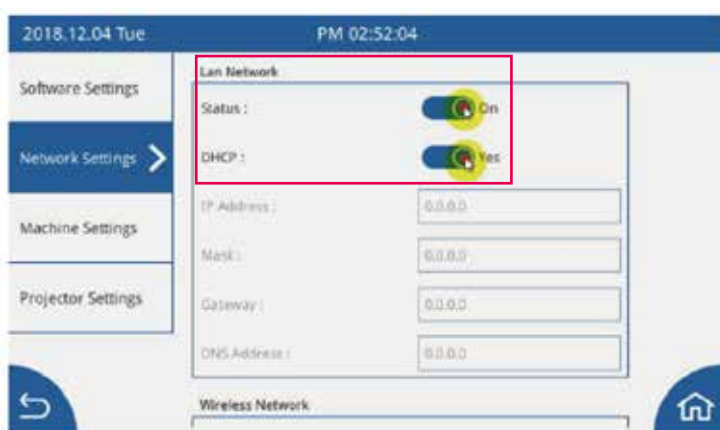 2018.12.04 Tue PM 02:52:04
Software Settings
Network Settings
Machine Settings
Projector Settings
Lan Network
Status : On
DHCP : Yes
IP Address : 0.0.0.0
Mask : 0.0.0.0
Gateway : 0.0.0.0
DNS Address : 0.0.0.0
Wireless Network